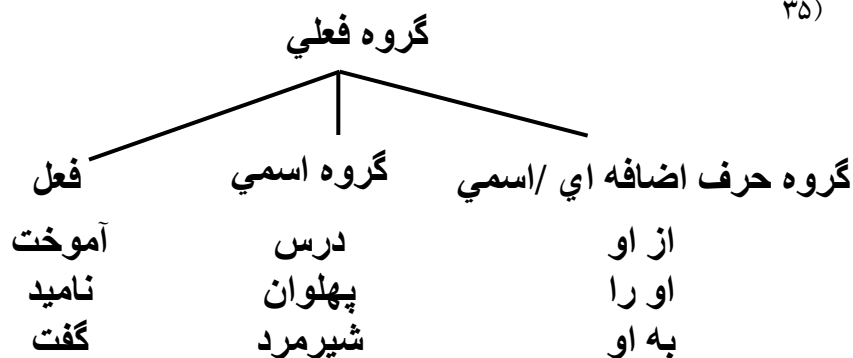 (۳۵
گروه فعلي
گروه حرف اضافه اي /اسمي گروه اسمي فعل
از او درس آموخت
او را پهلوان ناميد
به او شيرمرد گفت